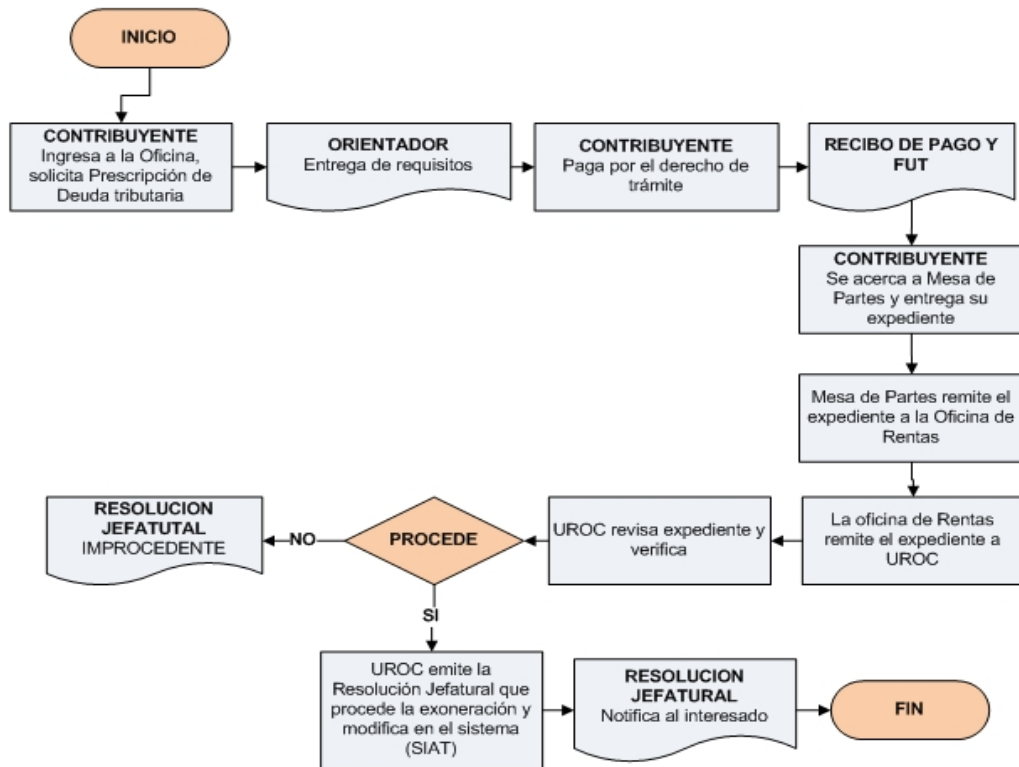 INICIO
CONTRIBUYENTE
Ingresa a la Oficina,
solicita Prescripción de
Deuda tributaria
ORIENTADOR
Entrega de requisitos
CONTRIBUYENTE
Paga por el derecho de
trámite
RECIBO DE PAGO Y
FUT
CONTRIBUYENTE
Se acerca a Mesa de
Partes y entrega su
expediente
Mesa de Partes remite el
expediente a la Oficina de
Rentas
La oficina de Rentas
remite el expediente a
UROC
UROC revisa expediente y
verifica
PROCEDE
NO
RESOLUCION
JEFATUTAL
IMPROCEDENTE
SI
UROC emite la
Resolución Jefatural que
procede la exoneración y
modifica en el sistema
(SIAT)
RESOLUCION
JEFATURAL
Notifica al interesado
FIN